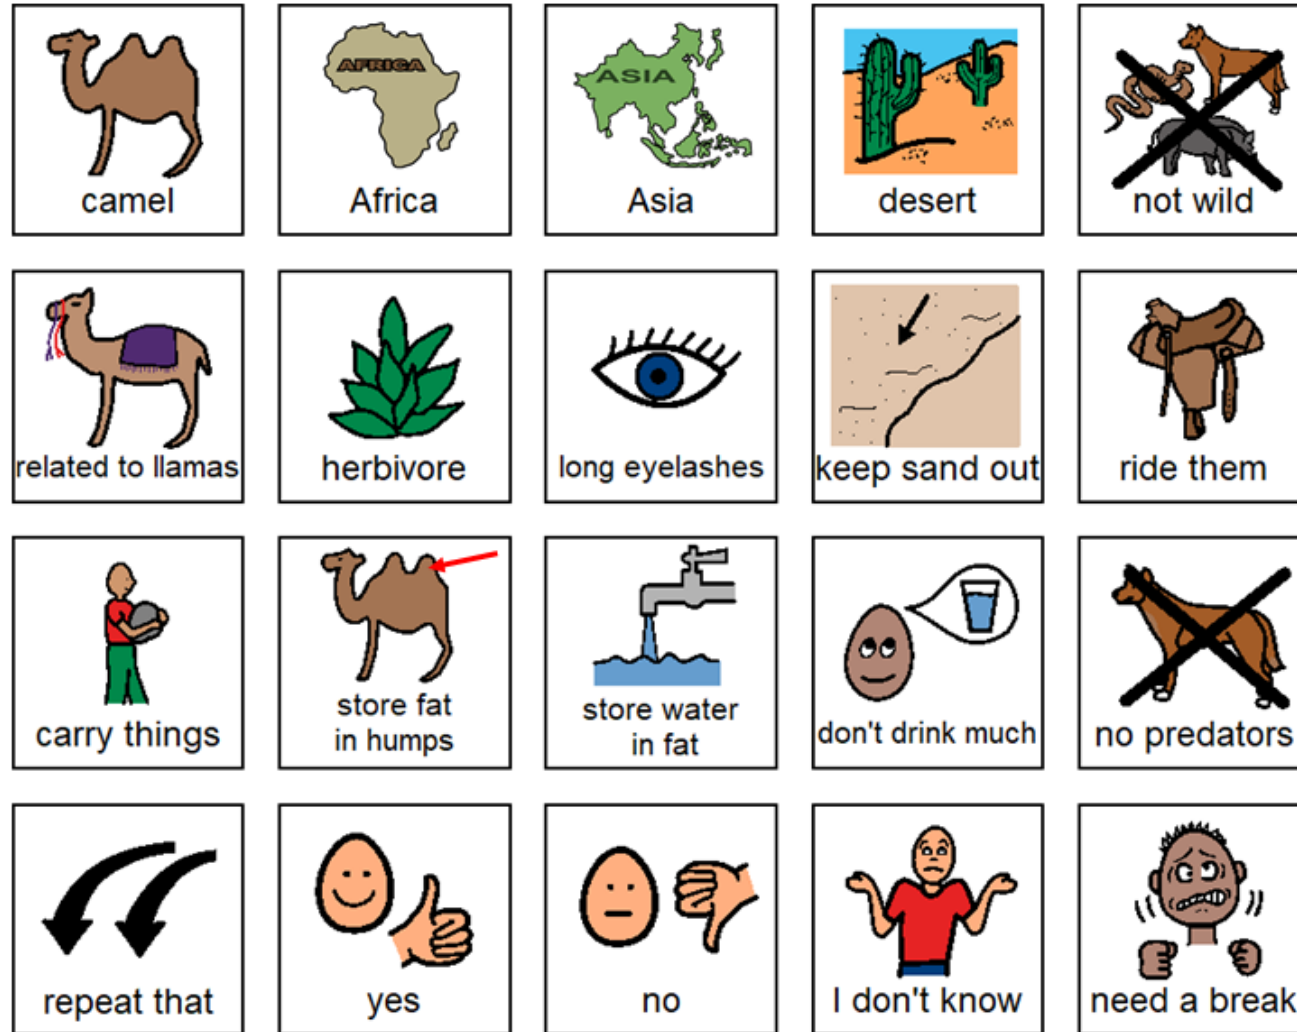 camel
AFRICA
Africa
ASIA
Asia
desert
not wild
related to llamas
herbivore
long eyelashes
keep sand out
ride them
carry things
store fat
in humps
store water
in fat
don't drink much
no predators
repeat that
yes
no
I don't know
need a break